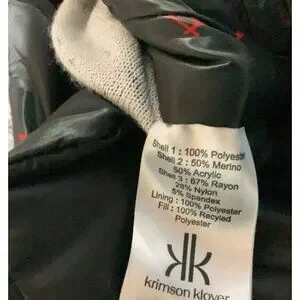 Shell 1 : 100% Polyester
Shell 2 : 50% Merino
50% Acrylic
Shell 3 : 67% Rayon
28% Nylon
5% Spandex
Lining : 100% Polyester
Fill : 100% Recyled
Polyester
krimson klover